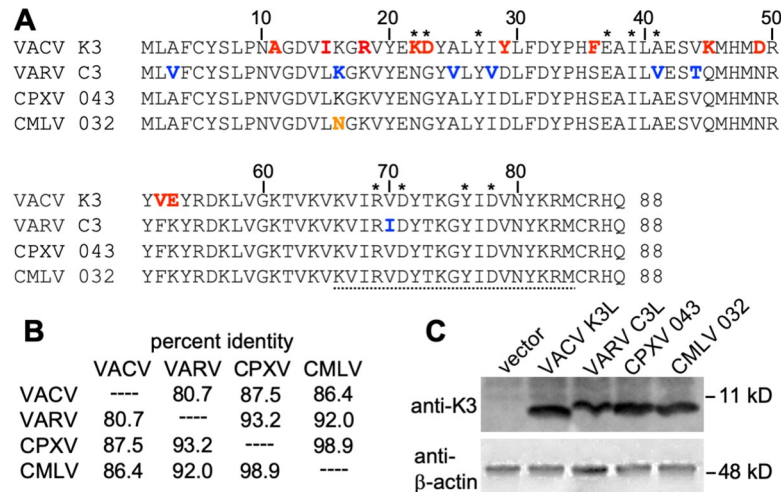 A
10 20 30 40 50
** * * * *
VACV K3 MLAFCYSLPNAGDVIKGRVYEKDYALYIYLFDYPHFEAILAESVKMHMDR
VARV C3 MLVFCYSLPNVGDVLKGKVYENGYVLYVDLFDYPHSEAILVESTQMHMNR
CPXV 043 MLAFCYSLPNVGDVLKGKVYENGYALYIDLFDYPHSEAILAESVQMHMNR
CMLV 032 MLAFCYSLPNVGDVLNGKVYENGYALYIDLFDYPHSEAILAESVQMHMNR
60 70 80
* * * *
VACV K3 YVEYRDKLVGKTVKVKVIRVDYTKGYIDVNYKRMCRHQ 88
VARV C3 YFKYRDKLVGKTVKVKVIRIDYTKGYIDVNYKRMCRHQ 88
CPXV 043 YFKYRDKLVGKTVKVKVIRVDYTKGYIDVNYKRMCRHQ 88
CMLV 032 YFKYRDKLVGKTVKVKVIRVDYTKGYIDVNYKRMCRHQ 88
B
percent identity
VACV VARV CPXV CMLV
VACV ---- 80.7 87.5 86.4
VARV 80.7 ---- 93.2 92.0
CPXV 87.5 93.2 ---- 98.9
CMLV 86.4 92.0 98.9 ----
C
vector VACV K3L VARV C3L CPXV 043 CMLV 032
anti-K3
11 kD
anti-
β-actin
48 kD